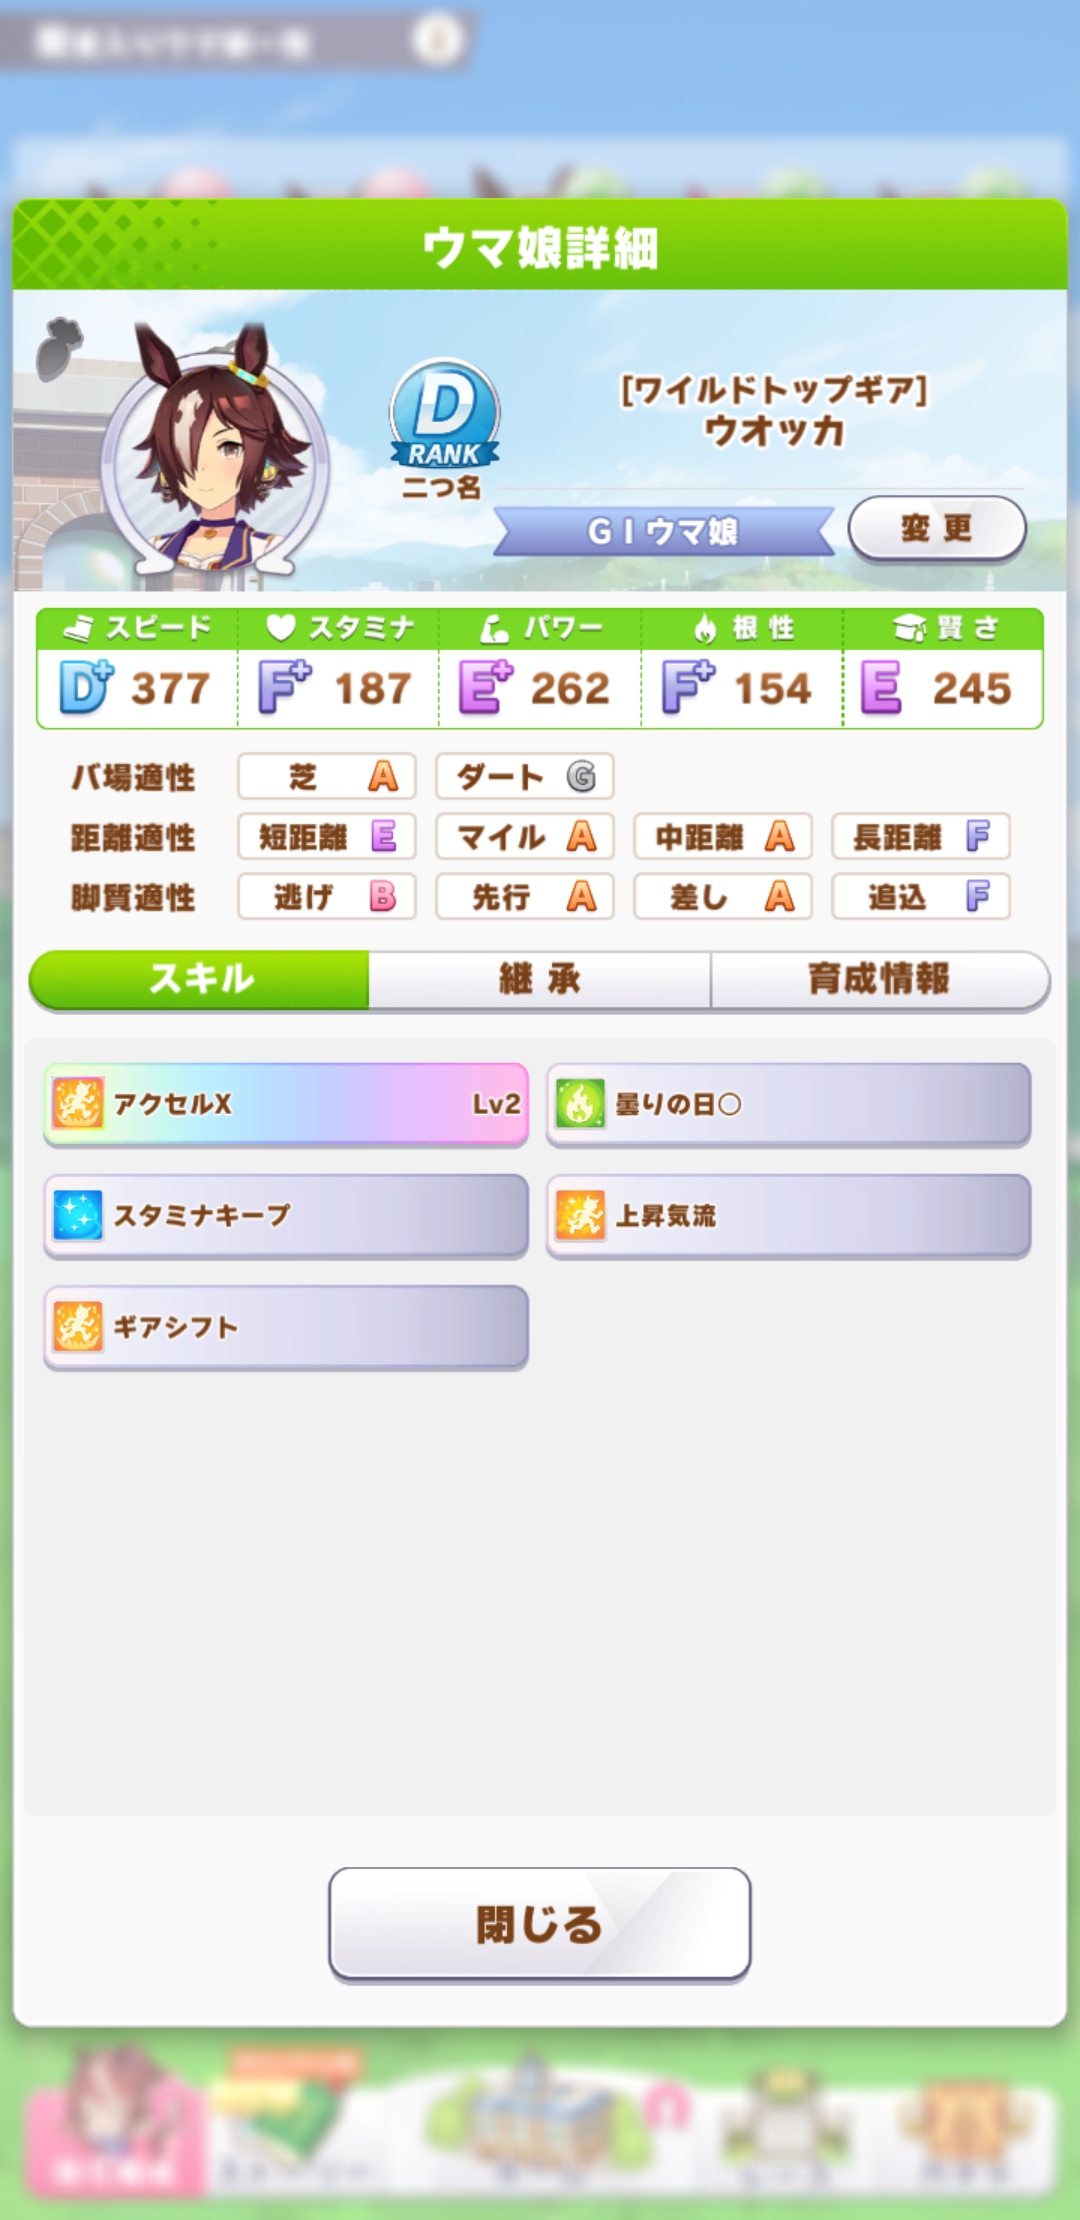 ウマ娘詳細
D
RANK
[ワイルドトップギア]
ウオッカ
二つ名
GⅠウマ娘
変更
スピード スタミナ パワー 根性 賢さ
D+ 377 F+ 187 E+ 262 F+ 154 E 245
バ場適性 芝 A ダート G
距離適性 短距離 E マイル A 中距離 A 長距離 F
脚質適性 逃げ B 先行 A 差し A 追込 F
スキル 継承 育成情報
アクセルX Lv2 曇りの日○
スタミナキープ 上昇気流
ギアシフト
閉じる